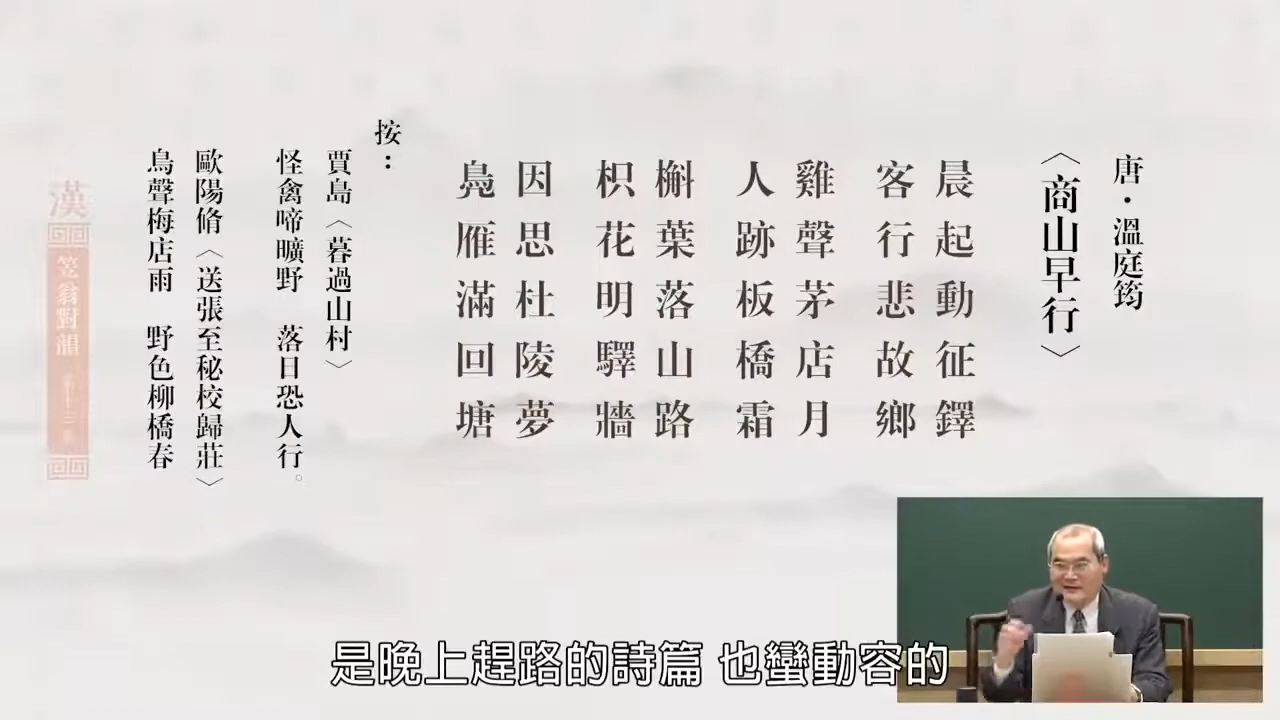 唐・溫庭筠
〈商山早行〉
晨起動征鐸
客行悲故鄉
雞聲茅店月
人跡板橋霜
槲葉落山路
枳花明驛牆
因思杜陵夢
鳧雁滿回塘
按：
賈島〈暮過山村〉
怪禽啼曠野　落日恐人行。
歐陽脩〈送張至秘校歸莊〉
鳥聲梅店雨　野色柳橋春
漢
笠翁對韻
是晚上趕路的詩篇 也蠻動容的